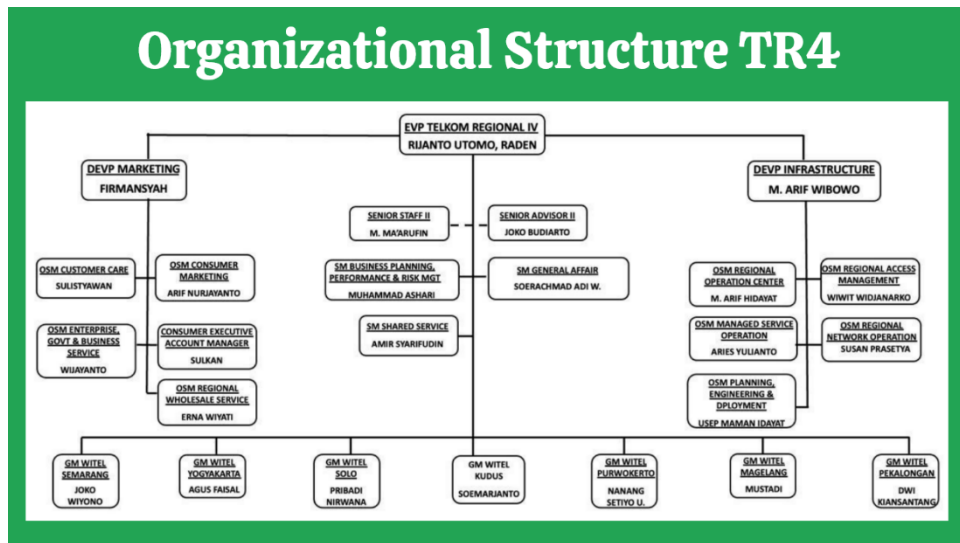 Organizational Structure TR4
EVP TELKOM REGIONAL IV
RIJANTO UTOMO, RADEN
DEVP MARKETING
FIRMANSYAH
DEVP INFRASTRUCTURE
M. ARIF WIBOWO
SENIOR STAFF II
M. MA'ARUFIN
SENIOR ADVISOR II
JOKO BUDIARTO
OSM CUSTOMER CARE
SULISTYAWAN
OSM CONSUMER
MARKETING
ARIF NURJAYANTO
SM BUSINESS PLANNING,
PERFORMANCE & RISK MGT
MUHAMMAD ASHARI
SM GENERAL AFFAIR
SOERACHMAD ADI W.
OSM REGIONAL
OPERATION CENTER
M. ARIF HIDAYAT
OSM REGIONAL ACCESS
MANAGEMENT
WIWIT WIDJANARKO
OSM ENTERPRISE,
GOVT & BUSINESS
SERVICE
WIJAYANTO
CONSUMER EXECUTIVE
ACCOUNT MANAGER
SULKAN
SM SHARED SERVICE
AMIR SYARIFUDIN
OSM MANAGED SERVICE
OPERATION
ARIES YULIANTO
OSM REGIONAL
NETWORK OPERATION
SUSAN PRASETYA
OSM REGIONAL
WHOLESALE SERVICE
ERNA WIYATI
OSM PLANNING,
ENGINEERING &
DPLOYMENT
USEP MAMAN IDAYAT
GM WITEL
SEMARANG
JOKO
WIYONO
GM WITEL
YOGYAKARTA
AGUS FAISAL
GM WITEL
SOLO
PRIBADI
NIRWANA
GM WITEL
KUDUS
SOEMARJANTO
GM WITEL
PURWOKERTO
NANANG
SETIYO U.
GM WITEL
MAGELANG
MUSTADI
GM WITEL
PEKALONGAN
DWI
KIANSANTANG